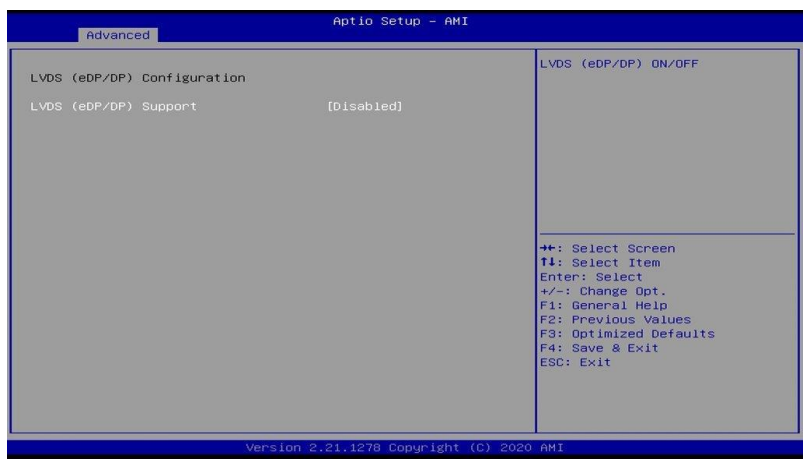 Aptio Setup – AMI
Advanced
LVDS (eDP/DP) Configuration
LVDS (eDP/DP) Support [Disabled]
LVDS (eDP/DP) ON/OFF
→←: Select Screen
↑↓: Select Item
Enter: Select
+/-: Change Opt.
F1: General Help
F2: Previous Values
F3: Optimized Defaults
F4: Save & Exit
ESC: Exit
Version 2.21.1278 Copyright (C) 2020 AMI